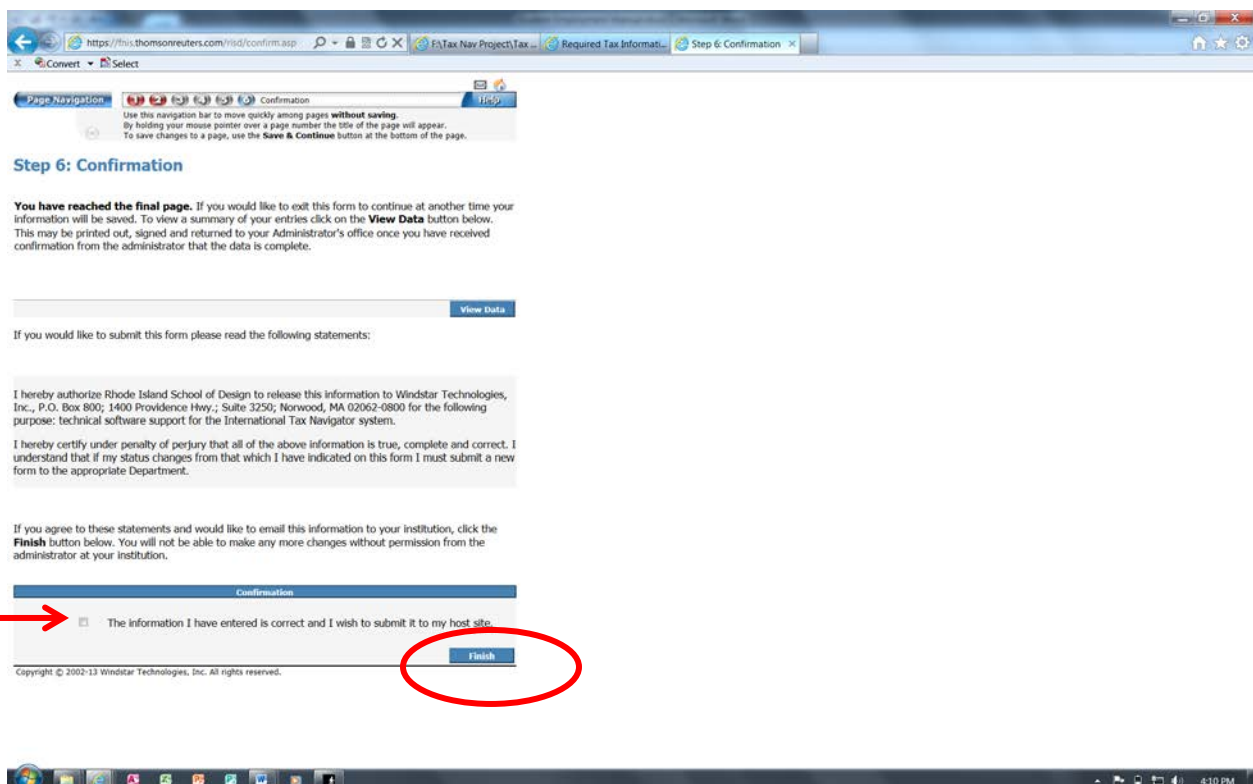 https://fnis.thomsonreuters.com/risd/confirm.asp
F:\Tax Nav Project\Tax ...
Required Tax Informati...
Step 6: Confirmation
Convert Select
Page Navigation
Confirmation
Help
Use this navigation bar to move quickly among pages without saving.
By holding your mouse pointer over a page number the title of the page will appear.
To save changes to a page, use the Save & Continue button at the bottom of the page.
Step 6: Confirmation
You have reached the final page. If you would like to exit this form to continue at another time your
information will be saved. To view a summary of your entries click on the View Data button below.
This may be printed out, signed and returned to your Administrator's office once you have received
confirmation from the administrator that the data is complete.
View Data
If you would like to submit this form please read the following statements:
I hereby authorize Rhode Island School of Design to release this information to Windstar Technologies,
Inc., P.O. Box 800; 1400 Providence Hwy.; Suite 3250; Norwood, MA 02062-0800 for the following
purpose: technical software support for the International Tax Navigator system.
I hereby certify under penalty of perjury that all of the above information is true, complete and correct. I
understand that if my status changes from that which I have indicated on this form I must submit a new
form to the appropriate Department.
If you agree to these statements and would like to email this information to your institution, click the
Finish button below. You will not be able to make any more changes without permission from the
administrator at your institution.
Confirmation
The information I have entered is correct and I wish to submit it to my host site.
Finish
Copyright © 2002-13 Windstar Technologies, Inc. All rights reserved.
4:10 PM